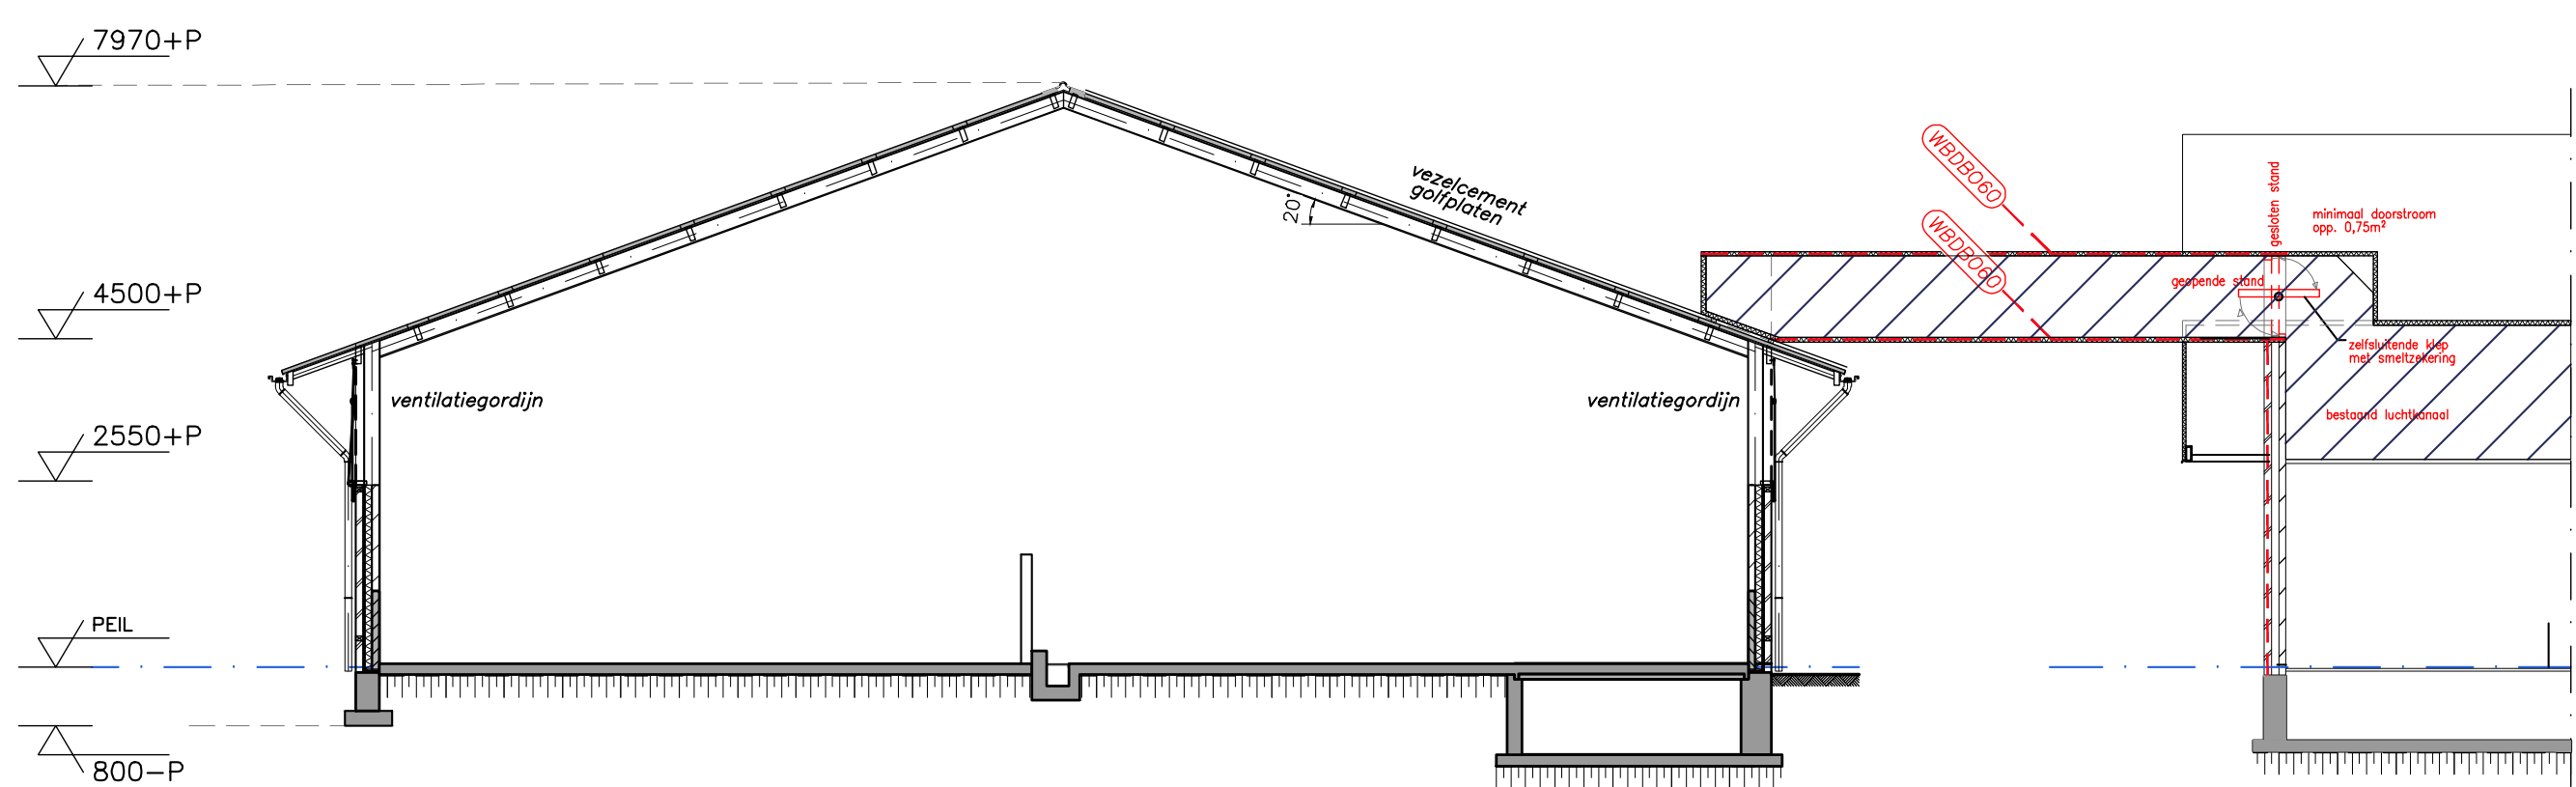 7970+P
4500+P
2550+P
PEIL
800-P
ventilatiegordijn
20°
vezelcement
golfplaten
ventilatiegordijn
WBDBO60
WBDBO60
gesloten stand
minimaal doorstroom
opp. 0,75m²
geopende stand
zelfsluitende klep
met smeltzekering
bestaand luchtkanaal